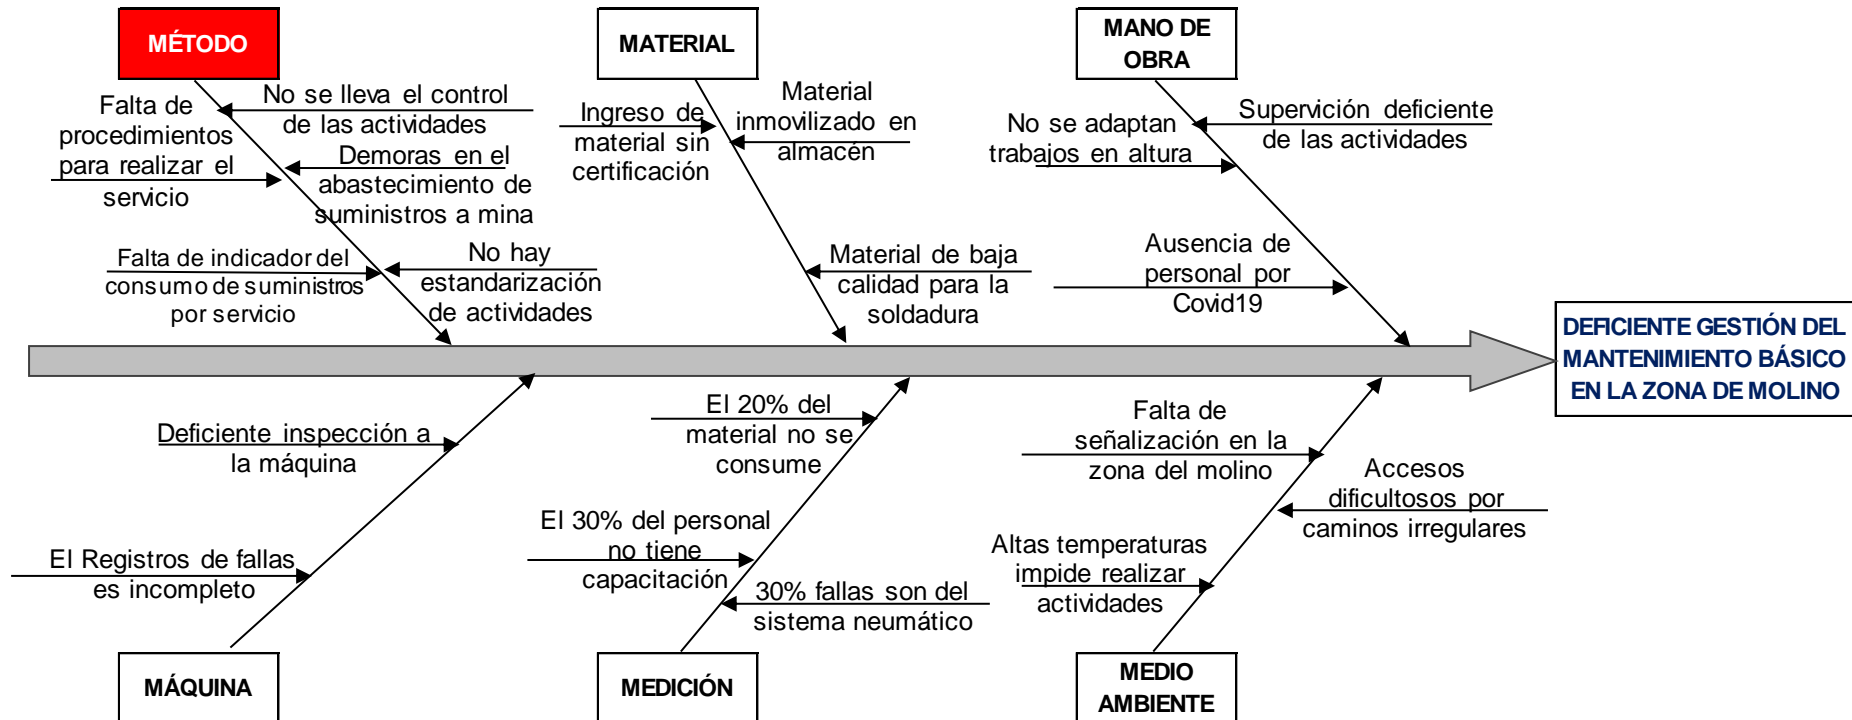 MÉTODO
MATERIAL
MANO DE
OBRA
Falta de
procedimientos
para realizar el
servicio
No se lleva el control
de las actividades
Demoras en el
abastecimiento de
suministros a mina
Falta de indicador del
consumo de suministros
por servicio
No hay
estandarización
de actividades
Ingreso de
material sin
certificación
Material
inmovilizado en
almacén
Material de baja
calidad para la
soldadura
No se adaptan
trabajos en altura
Supervición deficiente
de las actividades
Ausencia de
personal por
Covid19
DEFICIENTE GESTIÓN DEL
MANTENIMIENTO BÁSICO
EN LA ZONA DE MOLINO
Deficiente inspección a
la máquina
El Registros de fallas
es incompleto
El 20% del
material no se
consume
El 30% del personal
no tiene
capacitación
30% fallas son del
sistema neumático
Falta de
señalización en la
zona del molino
Accesos
dificultosos por
caminos irregulares
Altas temperaturas
impide realizar
actividades
MÁQUINA
MEDICIÓN
MEDIO
AMBIENTE